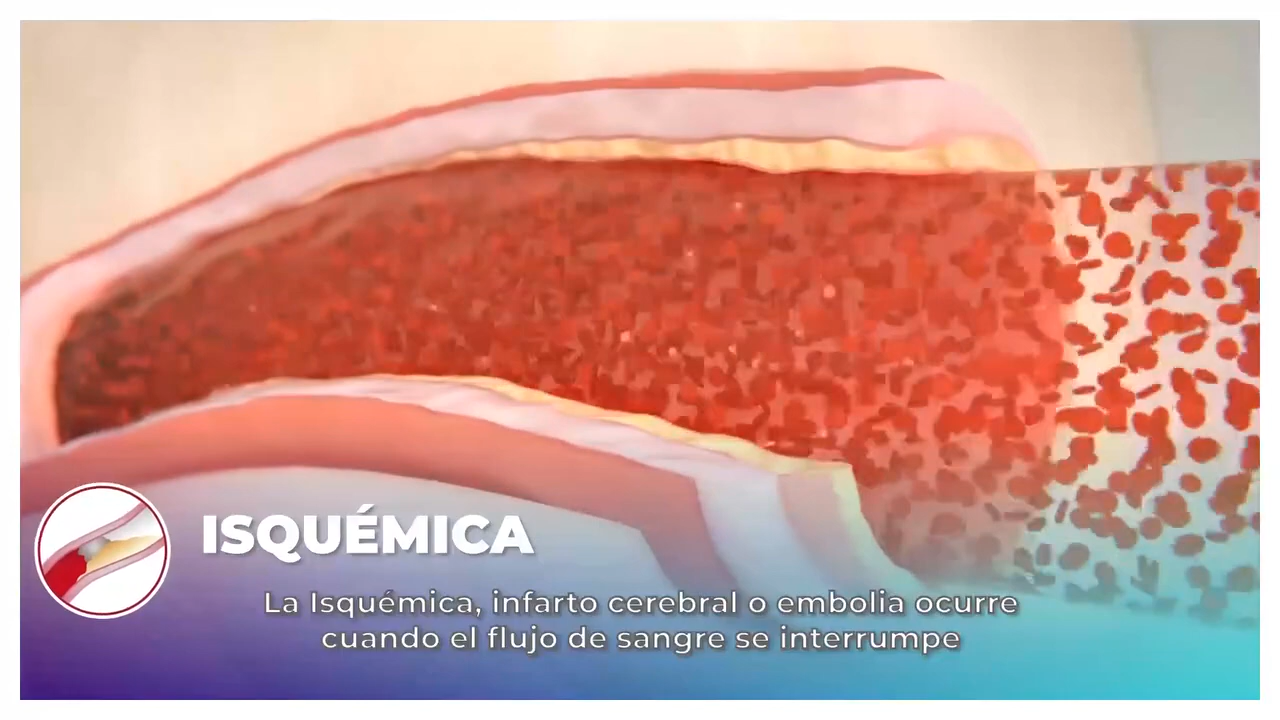 ISQUÉMICA
La Isquémica, infarto cerebral o embolia ocurre
cuando el flujo de sangre se interrumpe